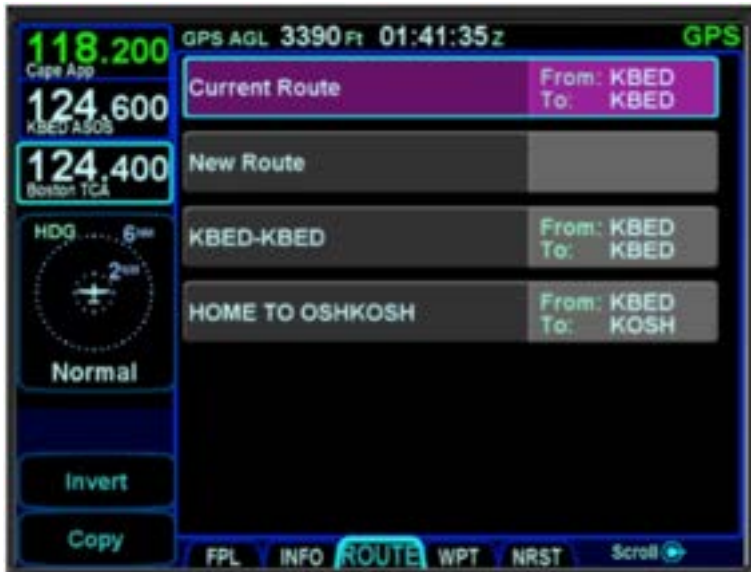 118.200
Cape App
124.600
KBED ASOS
124.400
Boston TCA
HDG 6NM
2NM
Normal
Invert
Copy
GPS AGL 3390 Ft 01:41:35 Z GPS
Current Route From: KBED
To: KBED
New Route
KBED-KBED From: KBED
To: KBED
HOME TO OSHKOSH From: KBED
To: KOSH
FPL INFO ROUTE WPT NRST Scroll